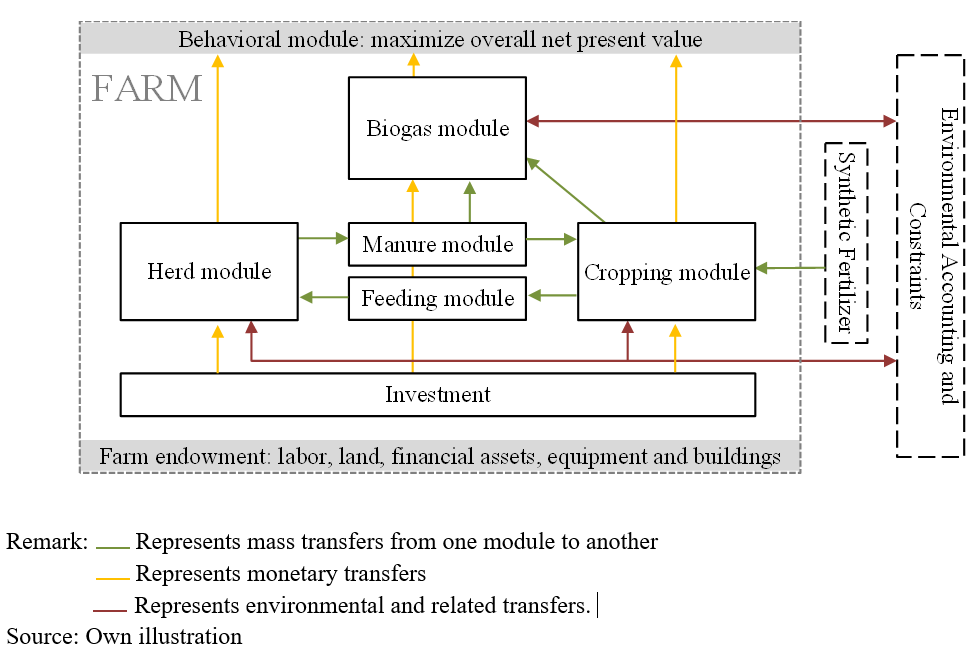 Behavioral module: maximize overall net present value
FARM
Biogas module
Environmental Accounting and
Constraints
Synthetic Fertilizer
Herd module
Manure module
Cropping module
Feeding module
Investment
Farm endowment: labor, land, financial assets, equipment and buildings
Remark: Represents mass transfers from one module to another
Represents monetary transfers
Represents environmental and related transfers.
Source: Own illustration